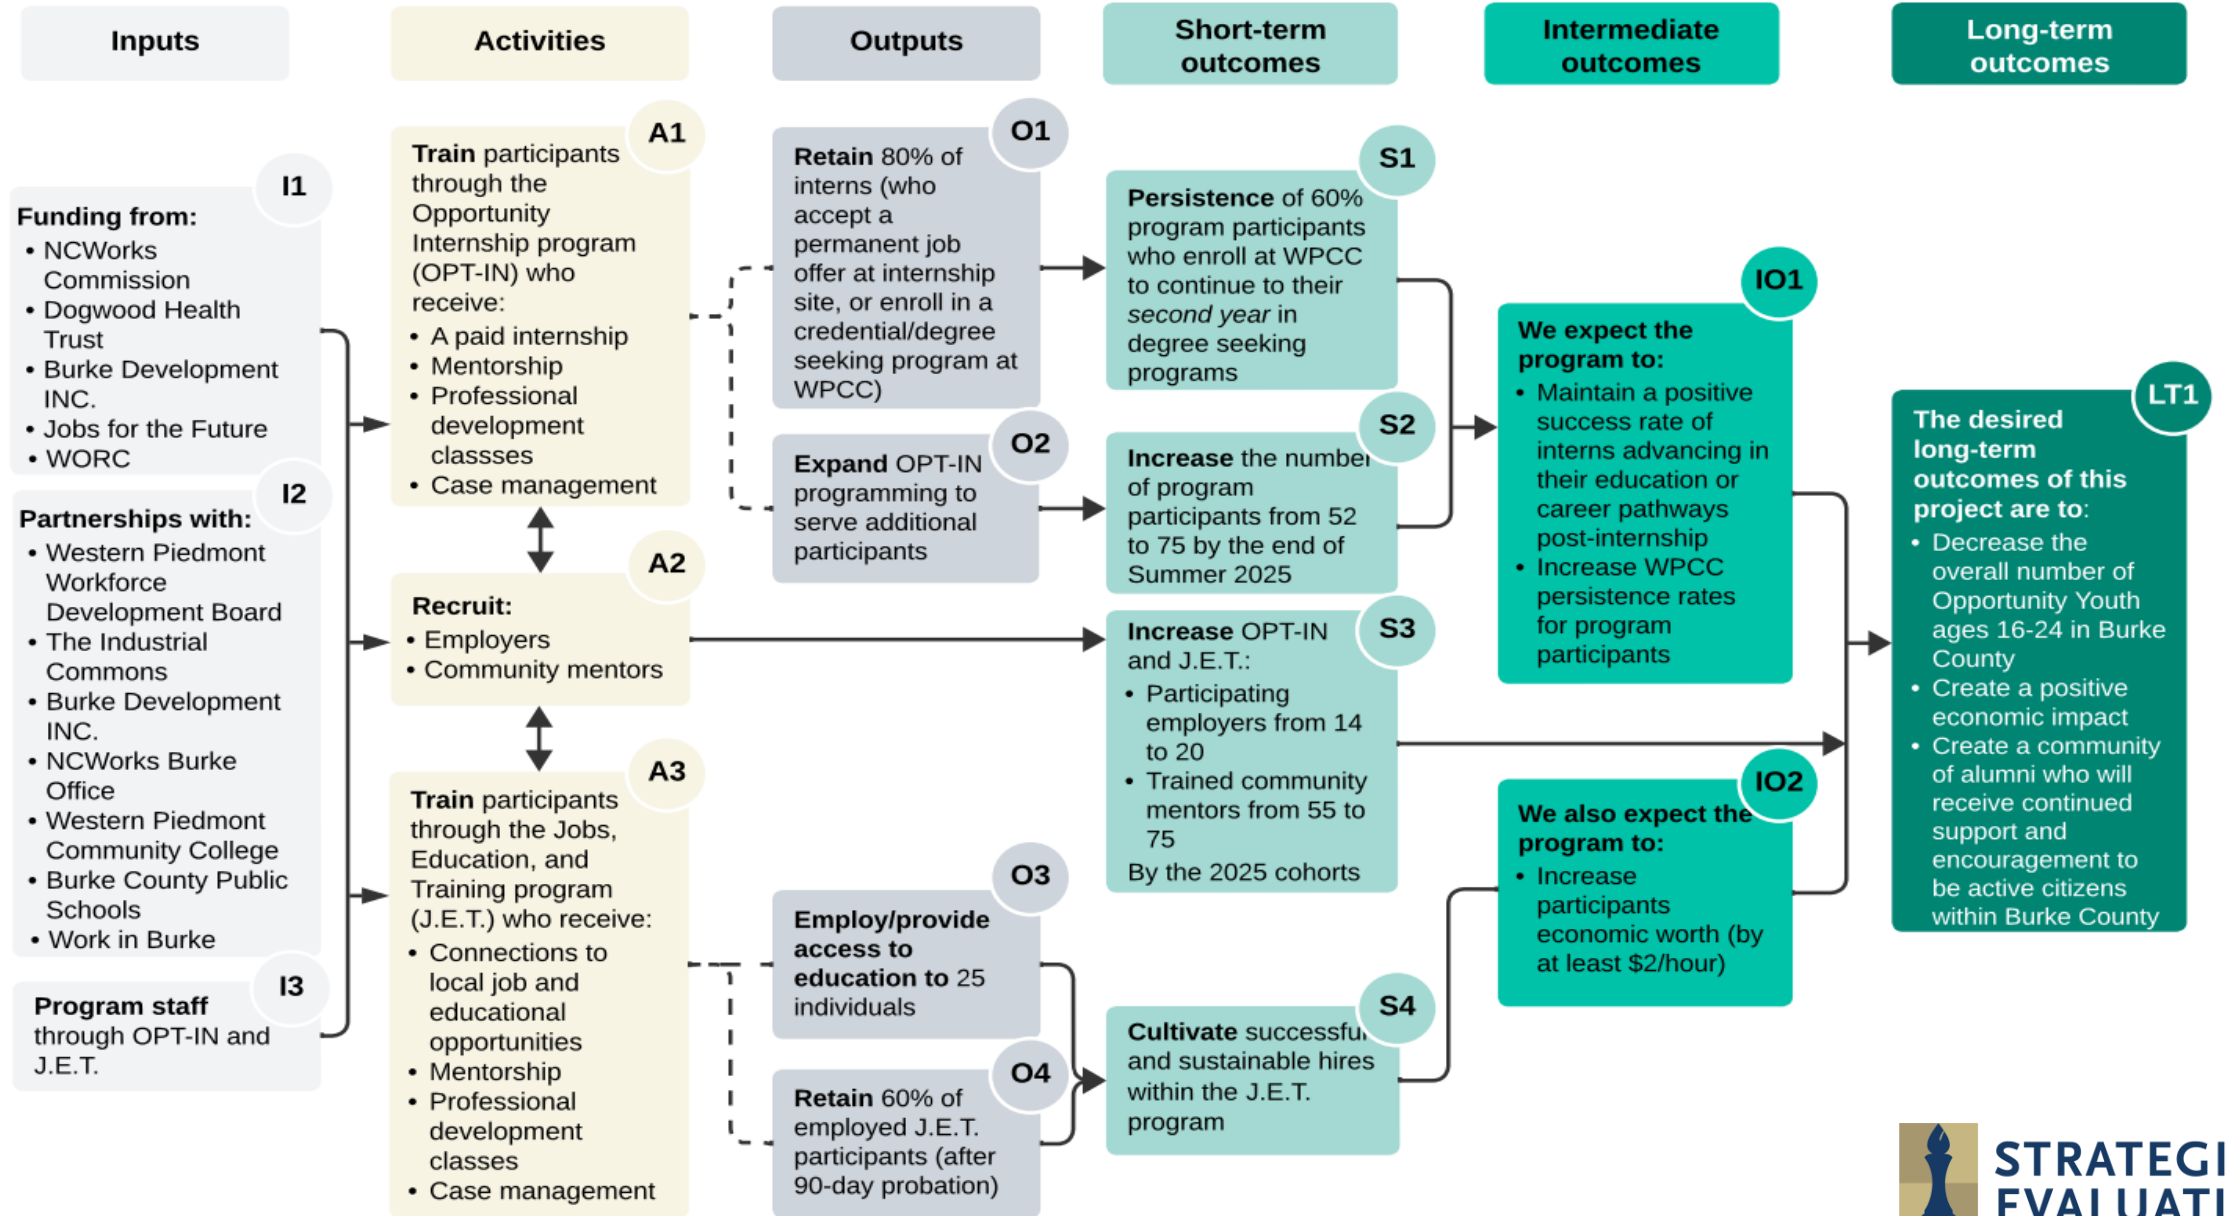 Inputs
Activities
Outputs
Short-term
outcomes
Intermediate
outcomes
Long-term
outcomes
I1
Funding from:
• NCWorks
Commission
• Dogwood Health
Trust
• Burke Development
INC.
• Jobs for the Future
• WORC
I2
Partnerships with:
• Western Piedmont
Workforce
Development Board
• The Industrial
Commons
• Burke Development
INC.
• NCWorks Burke
Office
• Western Piedmont
Community College
• Burke County Public
Schools
• Work in Burke
I3
Program staff
through OPT-IN and
J.E.T.
A1
Train participants
through the
Opportunity
Internship program
(OPT-IN) who
receive:
• A paid internship
• Mentorship
• Professional
development
classses
• Case management
A2
Recruit:
• Employers
• Community mentors
A3
Train participants
through the Jobs,
Education, and
Training program
(J.E.T.) who receive:
• Connections to
local job and
educational
opportunities
• Mentorship
• Professional
development
classes
• Case management
O1
Retain 80% of
interns (who
accept a
permanent job
offer at internship
site, or enroll in a
credential/degree
seeking program at
WPCC)
O2
Expand OPT-IN
programming to
serve additional
participants
O3
Employ/provide
access to
education to 25
individuals
O4
Retain 60% of
employed J.E.T.
participants (after
90-day probation)
S1
Persistence of 60%
program participants
who enroll at WPCC
to continue to their
second year in
degree seeking
programs
S2
Increase the number
of program
participants from 52
to 75 by the end of
Summer 2025
S3
Increase OPT-IN
and J.E.T.:
• Participating
employers from 14
to 20
• Trained community
mentors from 55 to
75
By the 2025 cohorts
S4
Cultivate successful
and sustainable hires
within the J.E.T.
program
IO1
We expect the
program to:
• Maintain a positive
success rate of
interns advancing in
their education or
career pathways
post-internship
• Increase WPCC
persistence rates
for program
participants
IO2
We also expect the
program to:
• Increase
participants
economic worth (by
at least $2/hour)
LT1
The desired
long-term
outcomes of this
project are to:
• Decrease the
overall number of
Opportunity Youth
ages 16-24 in Burke
County
• Create a positive
economic impact
• Create a community
of alumni who will
receive continued
support and
encouragement to
be active citizens
within Burke County
STRATEGI
EVALUATI